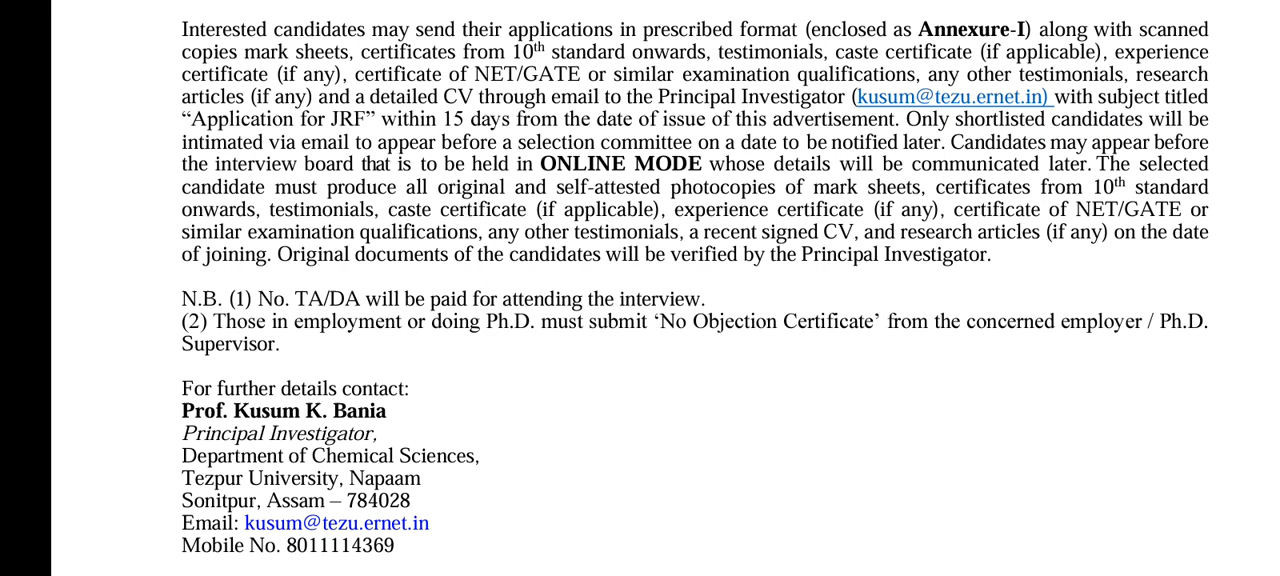 Interested candidates may send their applications in prescribed format (enclosed as Annexure-I) along with scanned
copies mark sheets, certificates from 10th standard onwards, testimonials, caste certificate (if applicable), experience
certificate (if any), certificate of NET/GATE or similar examination qualifications, any other testimonials, research
articles (if any) and a detailed CV through email to the Principal Investigator (kusum@tezu.ernet.in) with subject titled
“Application for JRF” within 15 days from the date of issue of this advertisement. Only shortlisted candidates will be
intimated via email to appear before a selection committee on a date to be notified later. Candidates may appear before
the interview board that is to be held in ONLINE MODE whose details will be communicated later. The selected
candidate must produce all original and self-attested photocopies of mark sheets, certificates from 10th standard
onwards, testimonials, caste certificate (if applicable), experience certificate (if any), certificate of NET/GATE or
similar examination qualifications, any other testimonials, a recent signed CV, and research articles (if any) on the date
of joining. Original documents of the candidates will be verified by the Principal Investigator.
N.B. (1) No. TA/DA will be paid for attending the interview.
(2) Those in employment or doing Ph.D. must submit ‘No Objection Certificate’ from the concerned employer / Ph.D.
Supervisor.
For further details contact:
Prof. Kusum K. Bania
Principal Investigator,
Department of Chemical Sciences,
Tezpur University, Napaam
Sonitpur, Assam – 784028
Email: kusum@tezu.ernet.in
Mobile No. 8011114369